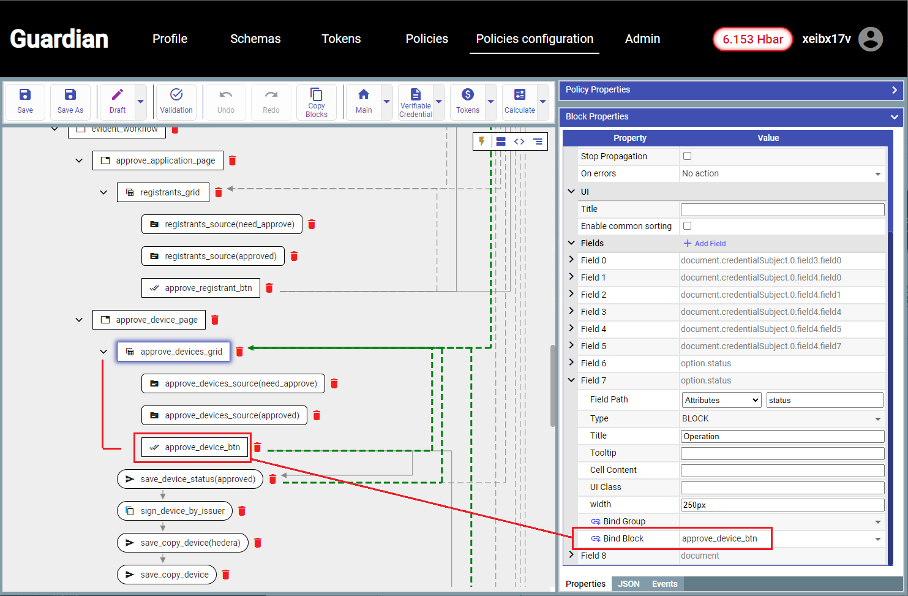 Guardian
Profile
Schemas
Tokens
Policies
Policies configuration
Admin
6.153 Hbar
xeibx17v
Save
Save As
Draft
Validation
Undo
Redo
Copy
Blocks
Main
Verifiable
Credential
Tokens
Calculate
evident_workflow
approve_application_page
registrants_grid
registrants_source(need_approve)
registrants_source(approved)
approve_registrant_btn
approve_device_page
approve_devices_grid
approve_devices_source(need_approve)
approve_devices_source(approved)
approve_device_btn
save_device_status(approved)
sign_device_by_issuer
save_copy_device(hedera)
save_copy_device
Policy Properties
Block Properties
Property Value
Stop Propagation
On errors No action
UI
Title
Enable common sorting
Fields + Add Field
Field 0 document.credentialSubject.0.field3.field0
Field 1 document.credentialSubject.0.field4.field0
Field 2 document.credentialSubject.0.field4.field1
Field 3 document.credentialSubject.0.field4.field2
Field 4 document.credentialSubject.0.field4.field5
Field 5 document.credentialSubject.0.field4.field7
Field 6 option.status
Field 7 option.status
Field Path Attributes status
Type BLOCK
Title Operation
Tooltip
Cell Content
UI Class
width 250px
Bind Group
Bind Block approve_device_btn
Field 8 document
Properties JSON Events